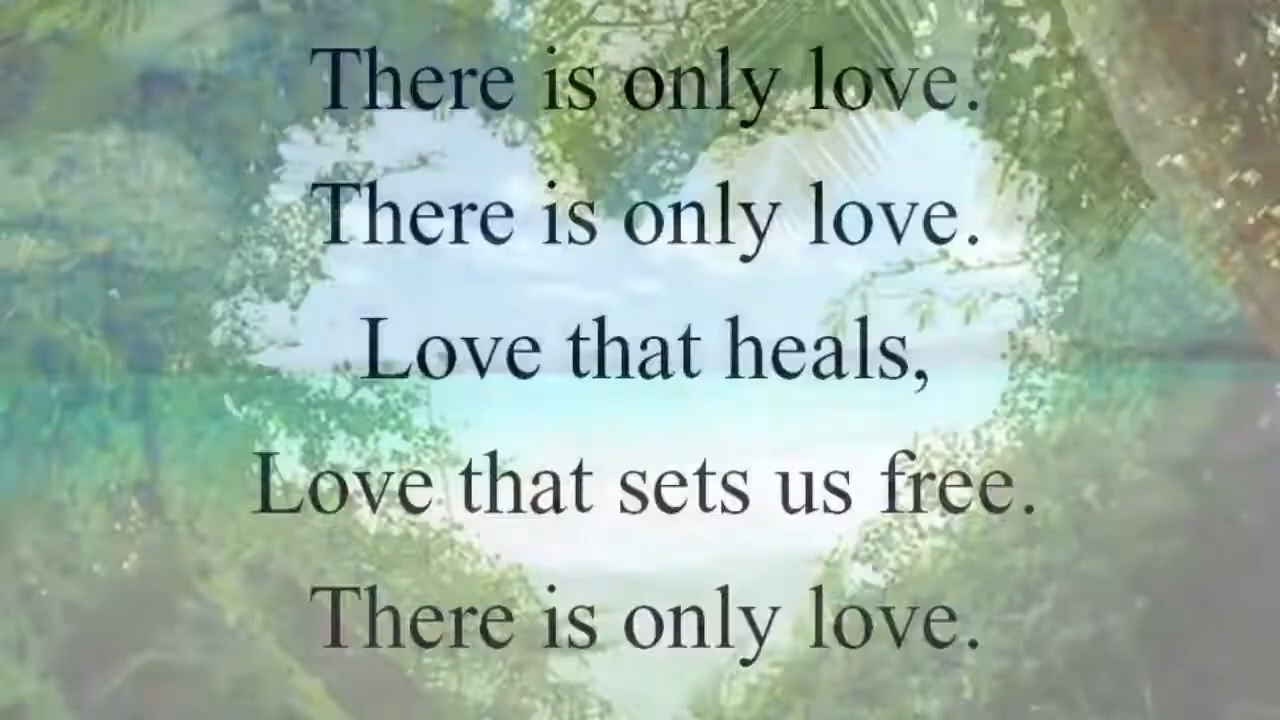 There is only love.
There is only love.
Love that heals,
Love that sets us free.
There is only love.